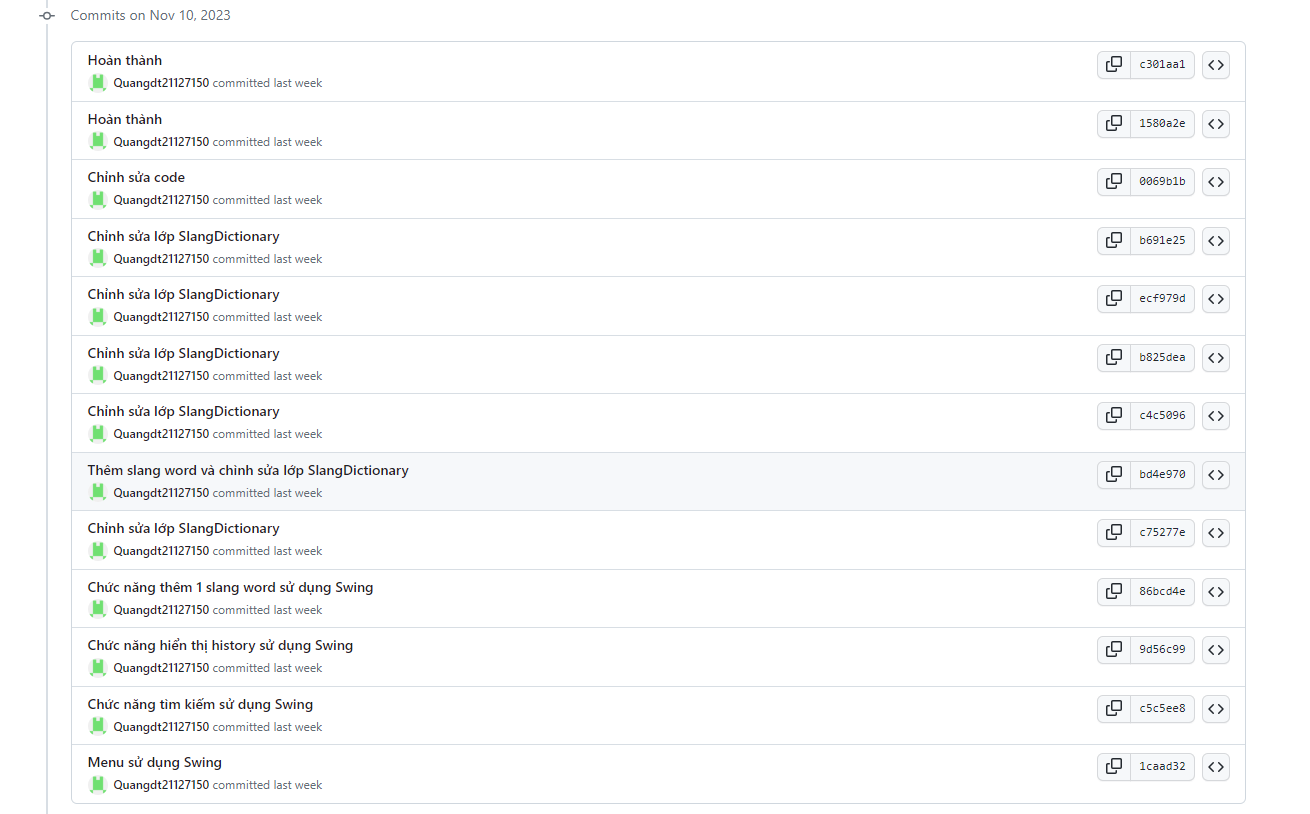 Commits on Nov 10, 2023
Hoàn thành
c301aa1
Quangdt21127150 committed last week
Hoàn thành
1580a2e
Quangdt21127150 committed last week
Chỉnh sửa code
0069b1b
Quangdt21127150 committed last week
Chỉnh sửa lớp SlangDictionary
b691e25
Quangdt21127150 committed last week
Chỉnh sửa lớp SlangDictionary
ecf979d
Quangdt21127150 committed last week
Chỉnh sửa lớp SlangDictionary
b825dea
Quangdt21127150 committed last week
Chỉnh sửa lớp SlangDictionary
c4c5096
Quangdt21127150 committed last week
Thêm slang word và chỉnh sửa lớp SlangDictionary
bd4e970
Quangdt21127150 committed last week
Chỉnh sửa lớp SlangDictionary
c75277e
Quangdt21127150 committed last week
Chức năng thêm 1 slang word sử dụng Swing
86bcd4e
Quangdt21127150 committed last week
Chức năng hiển thị history sử dụng Swing
9d56c99
Quangdt21127150 committed last week
Chức năng tìm kiếm sử dụng Swing
c5c5ee8
Quangdt21127150 committed last week
Menu sử dụng Swing
1caad32
Quangdt21127150 committed last week